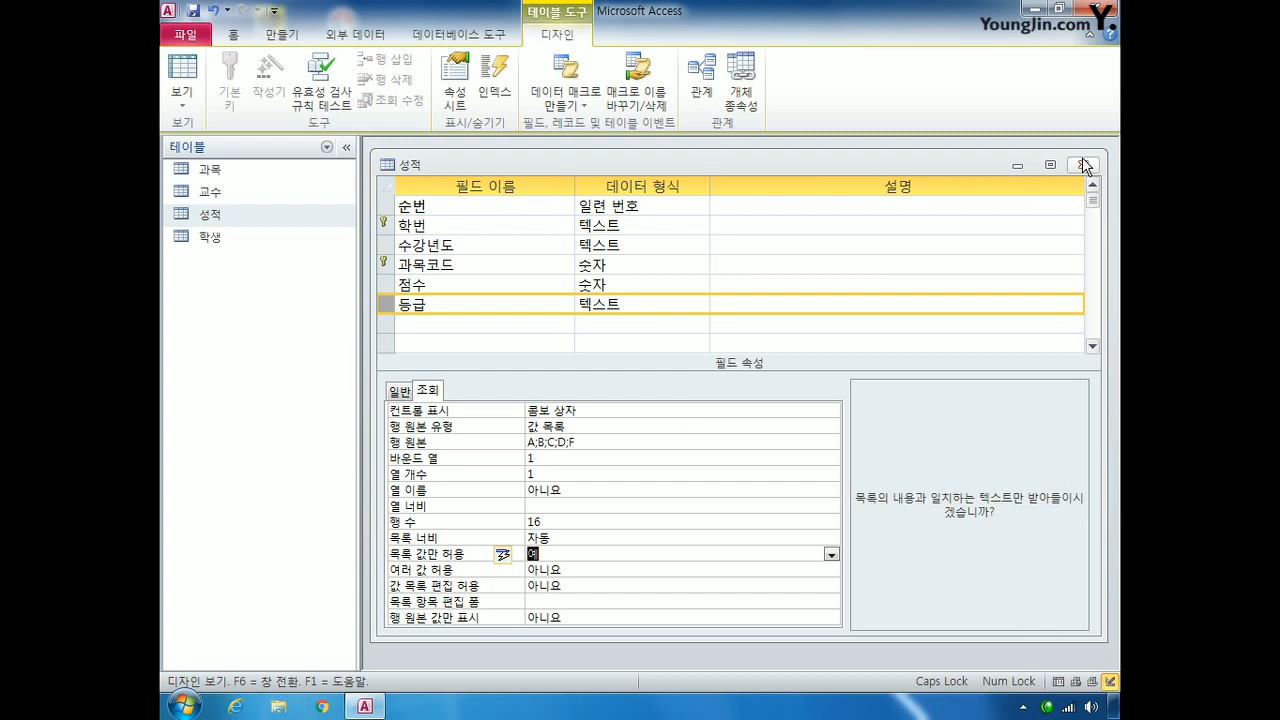 테이블 도구
Microsoft Access
Younglin.com Y.
파일
홈
만들기
외부 데이터
데이터베이스 도구
디자인
보기
기본 키
작성기
유효성 검사 규칙 테스트
행 삽입
행 삭제
조회 수정
속성 시트
인덱스
데이터 매크로 만들기
매크로 이름 바꾸기/삭제
관계
개체 종속성
보기
도구
표시/숨기기
필드, 레코드 및 테이블 이벤트
관계
테이블
과목
교수
성적
학생
성적
필드 이름 데이터 형식 설명
순번 일련 번호
학번 텍스트
수강년도 텍스트
과목코드 숫자
점수 숫자
등급 텍스트
필드 속성
일반 조회
컨트롤 표시 콤보 상자
행 원본 유형 값 목록
행 원본 A;B;C;D;F
바운드 열 1
열 개수 1
열 이름 아니요
열 너비
행 수 16
목록 너비 자동
목록 값만 허용 예
여러 값 허용 아니요
값 목록 편집 허용 아니요
목록 항목 편집 폼
행 원본 값만 표시 아니요
목록의 내용과 일치하는 텍스트만 받아들이시
겠습니까?
디자인 보기. F6 = 창 전환. F1 = 도움말.
Caps Lock
Num Lock